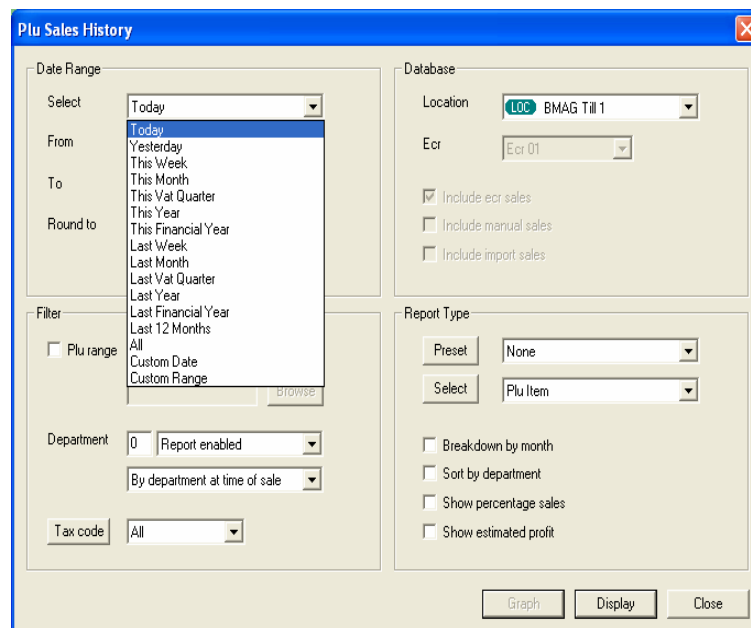 Plu Sales History
Date Range
Select
Today
Today
Yesterday
This Week
This Month
This Vat Quarter
This Year
This Financial Year
Last Week
Last Month
Last Vat Quarter
Last Year
Last Financial Year
Last 12 Months
All
Custom Date
Custom Range
From
To
Round to
Database
Location
LOC BMAG Till 1
Ecr
Ecr 01
Include ecr sales
Include manual sales
Include import sales
Filter
Plu range
Browse
Department
0
Report enabled
By department at time of sale
Tax code
All
Report Type
Preset
None
Select
Plu Item
Breakdown by month
Sort by department
Show percentage sales
Show estimated profit
Graph
Display
Close